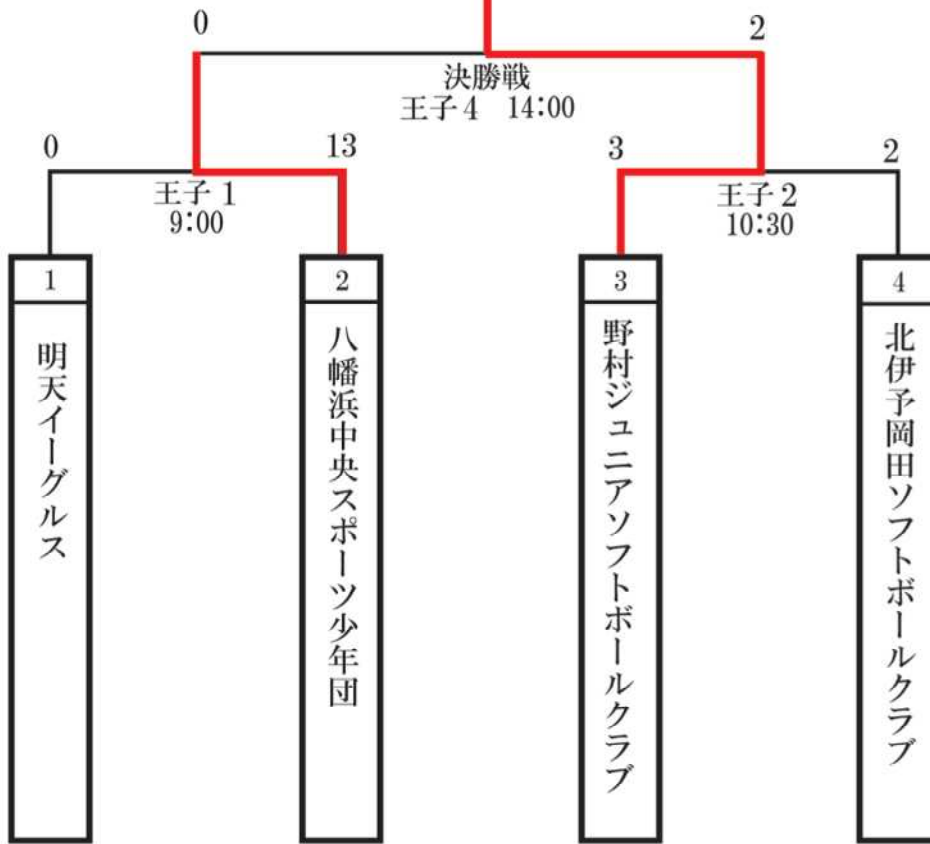 0
2
決勝戦
王子4 14:00
0
13
3
2
王子1
9:00
王子2
10:30
1
2
3
4
明天イーグルス
八幡浜中央スポーツ少年団
野村ジュニアソフトボールクラブ
北伊予岡田ソフトボールクラブ